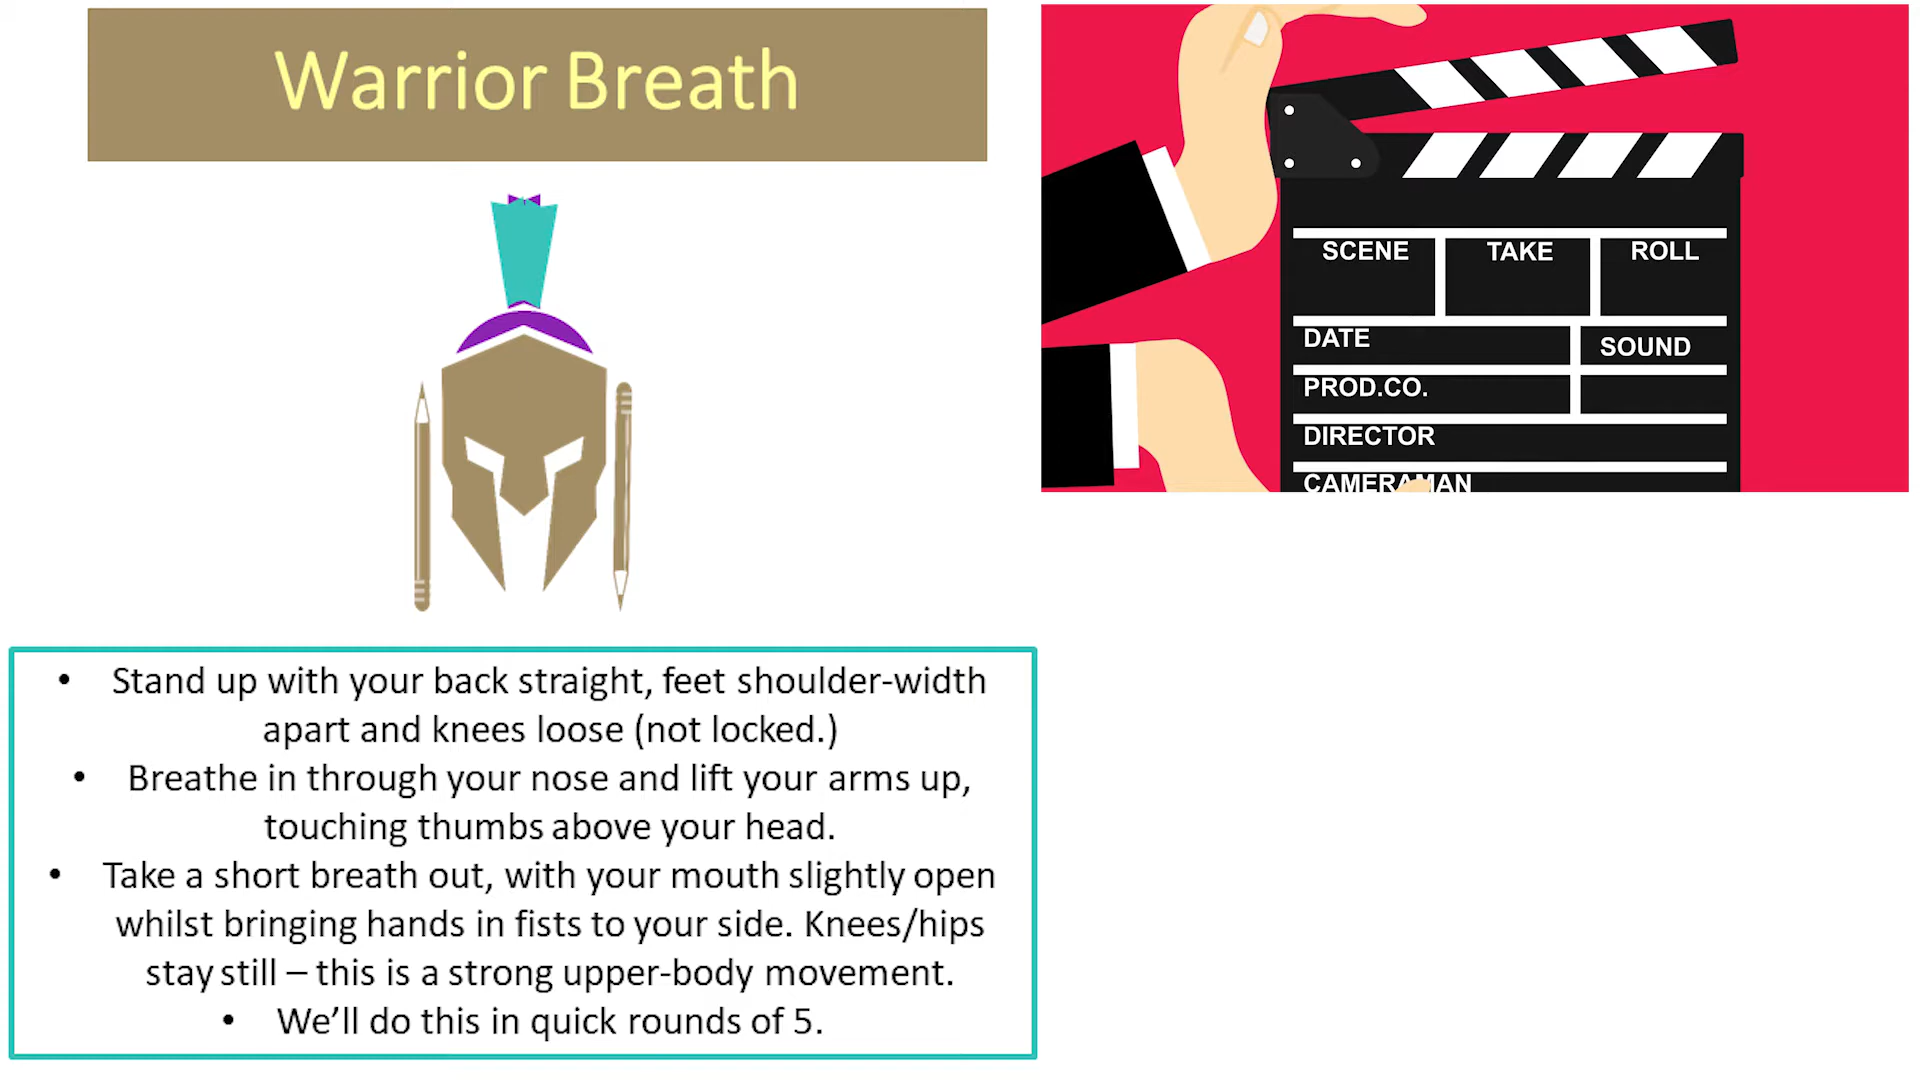 Warrior Breath
SCENE TAKE ROLL
DATE SOUND
PROD.CO.
DIRECTOR
CAMERAMAN
• Stand up with your back straight, feet shoulder-width
apart and knees loose (not locked.)
• Breathe in through your nose and lift your arms up,
touching thumbs above your head.
• Take a short breath out, with your mouth slightly open
whilst bringing hands in fists to your side. Knees/hips
stay still – this is a strong upper-body movement.
• We’ll do this in quick rounds of 5.